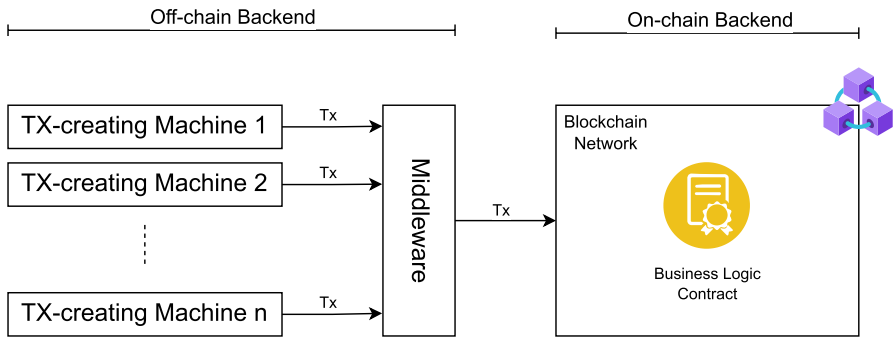 Off-chain Backend
On-chain Backend
TX-creating Machine 1
Tx
TX-creating Machine 2
Tx
TX-creating Machine n
Tx
Middleware
Tx
Blockchain
Network
Business Logic
Contract